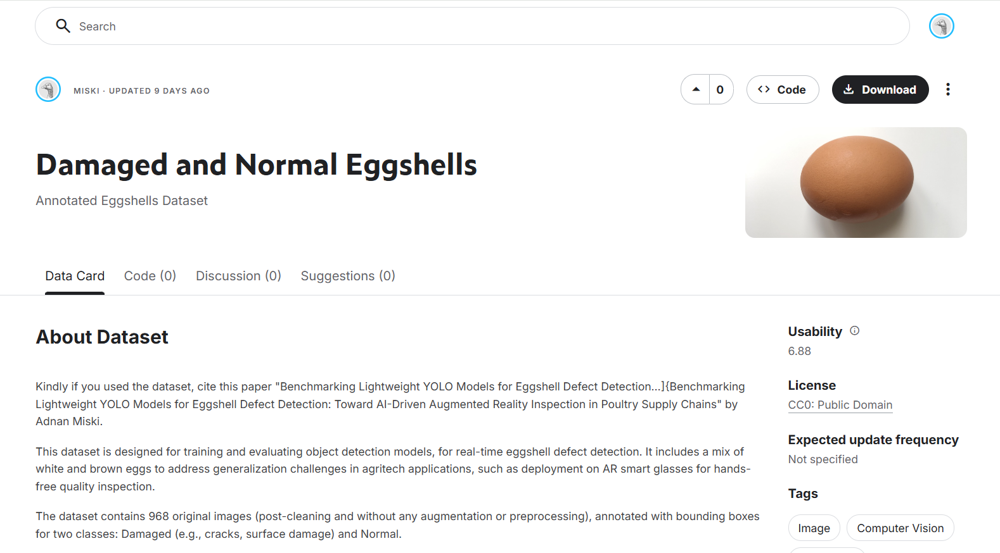 Search
MISKI · UPDATED 9 DAYS AGO
0
Code
Download
Damaged and Normal Eggshells
Annotated Eggshells Dataset
Data Card
Code (0)
Discussion (0)
Suggestions (0)
About Dataset
Kindly if you used the dataset, cite this paper "Benchmarking Lightweight YOLO Models for Eggshell Defect Detection...]{Benchmarking
Lightweight YOLO Models for Eggshell Defect Detection: Toward AI-Driven Augmented Reality Inspection in Poultry Supply Chains" by
Adnan Miski.
This dataset is designed for training and evaluating object detection models, for real-time eggshell defect detection. It includes a mix of
white and brown eggs to address generalization challenges in agritech applications, such as deployment on AR smart glasses for hands-
free quality inspection.
The dataset contains 968 original images (post-cleaning and without any augmentation or preprocessing), annotated with bounding boxes
for two classes: Damaged (e.g., cracks, surface damage) and Normal.
Usability
6.88
License
CC0: Public Domain
Expected update frequency
Not specified
Tags
Image
Computer Vision